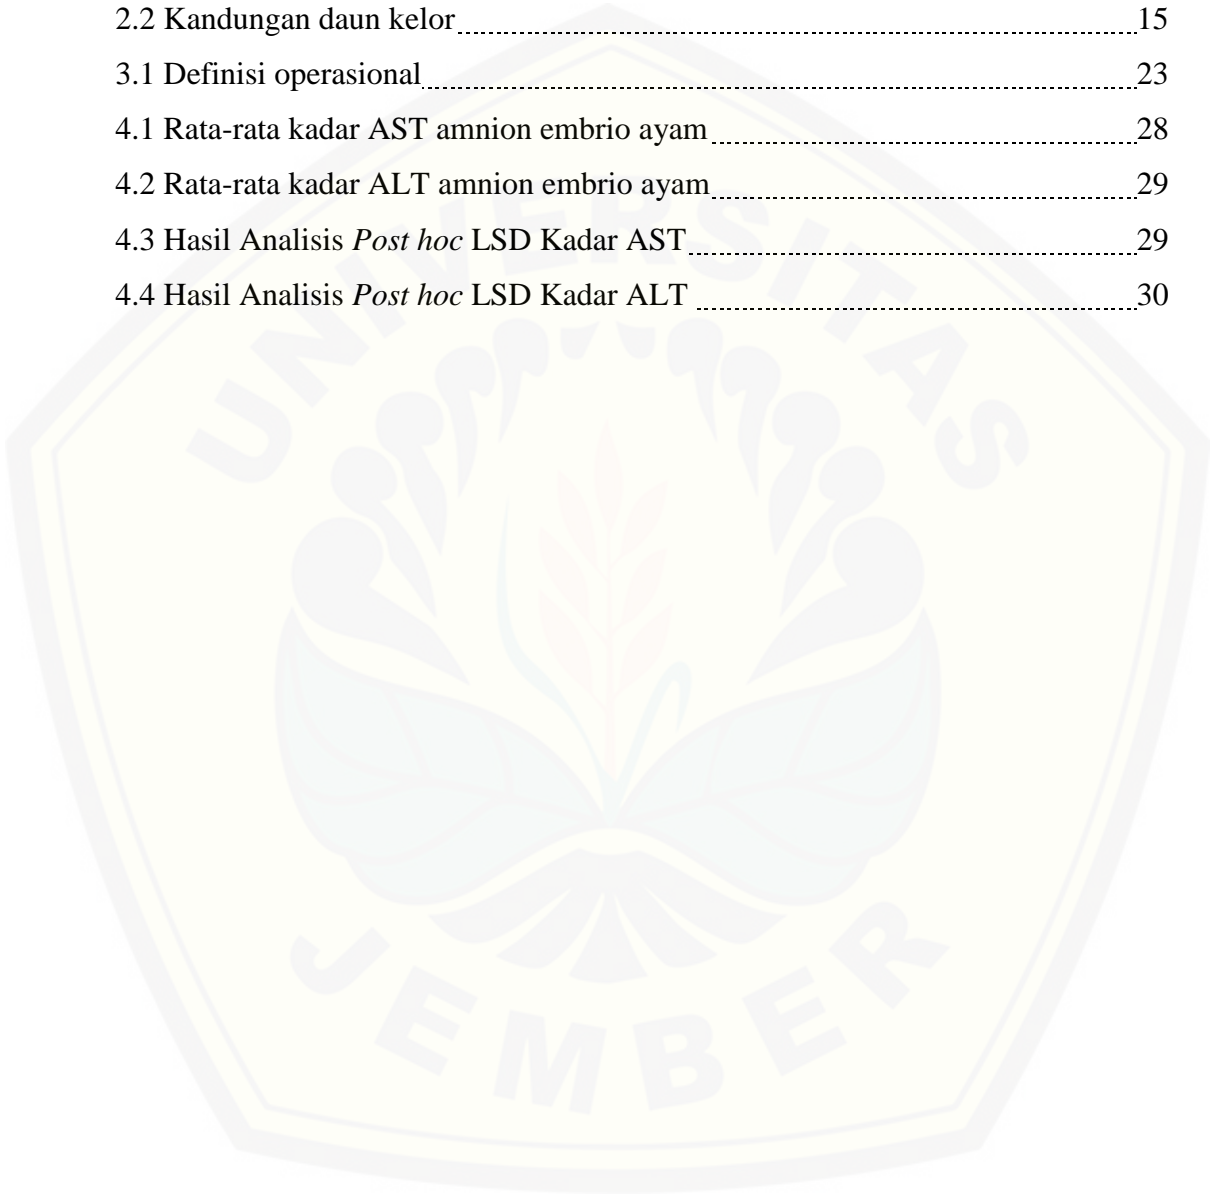 2.2 Kandungan daun kelor 15
3.1 Definisi operasional 23
4.1 Rata-rata kadar AST amnion embrio ayam 28
4.2 Rata-rata kadar ALT amnion embrio ayam 29
4.3 Hasil Analisis Post hoc LSD Kadar AST 29
4.4 Hasil Analisis Post hoc LSD Kadar ALT 30
UNIVERSITAS
JEMBER